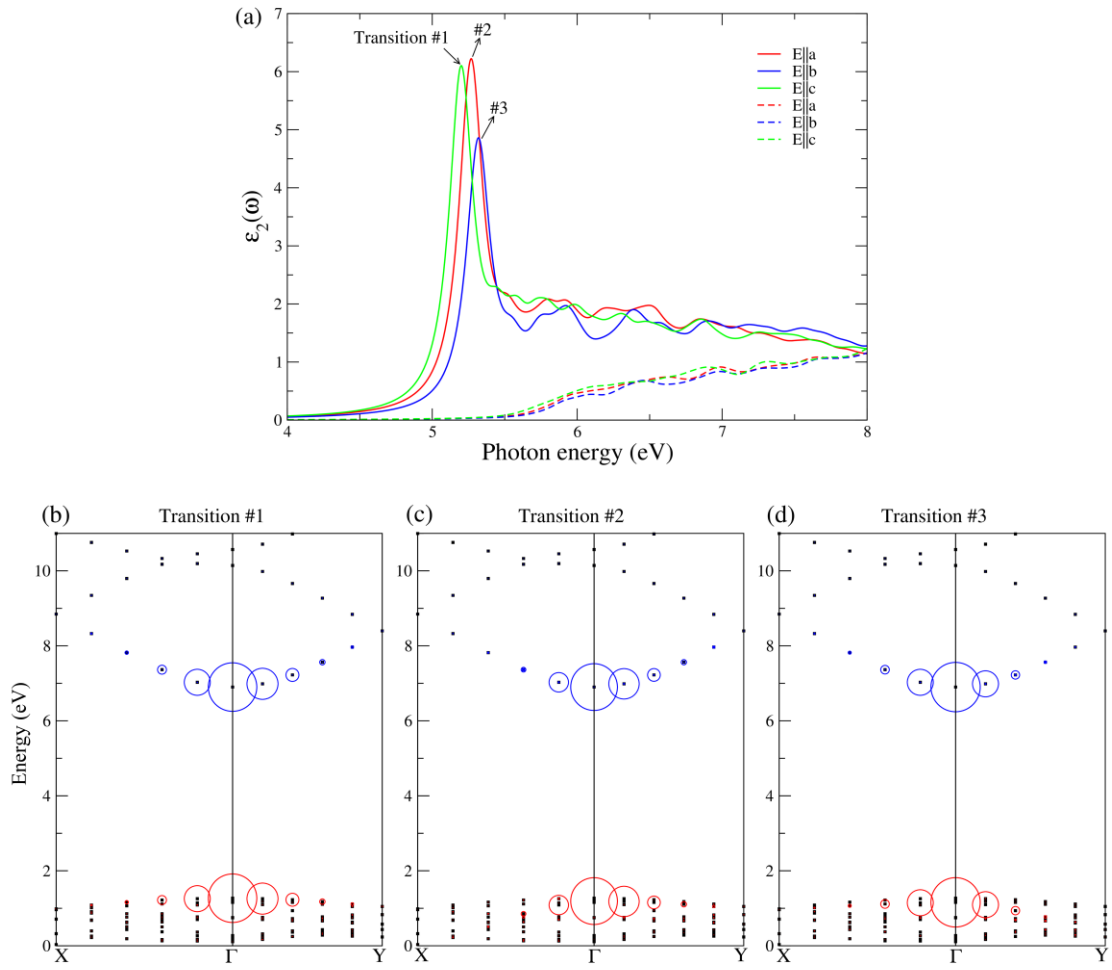 (a)
7
6
5
4
3
2
1
0
ε2(ω)
Transition #1
#2
#3
E||a
E||b
E||c
E||a
E||b
E||c
4 5 6 7 8
Photon energy (eV)
(b) Transition #1
(c) Transition #2
(d) Transition #3
Energy (eV)
10
8
6
4
2
0
X Γ Y
10
8
6
4
2
0
X Γ Y
10
8
6
4
2
0
X Γ Y